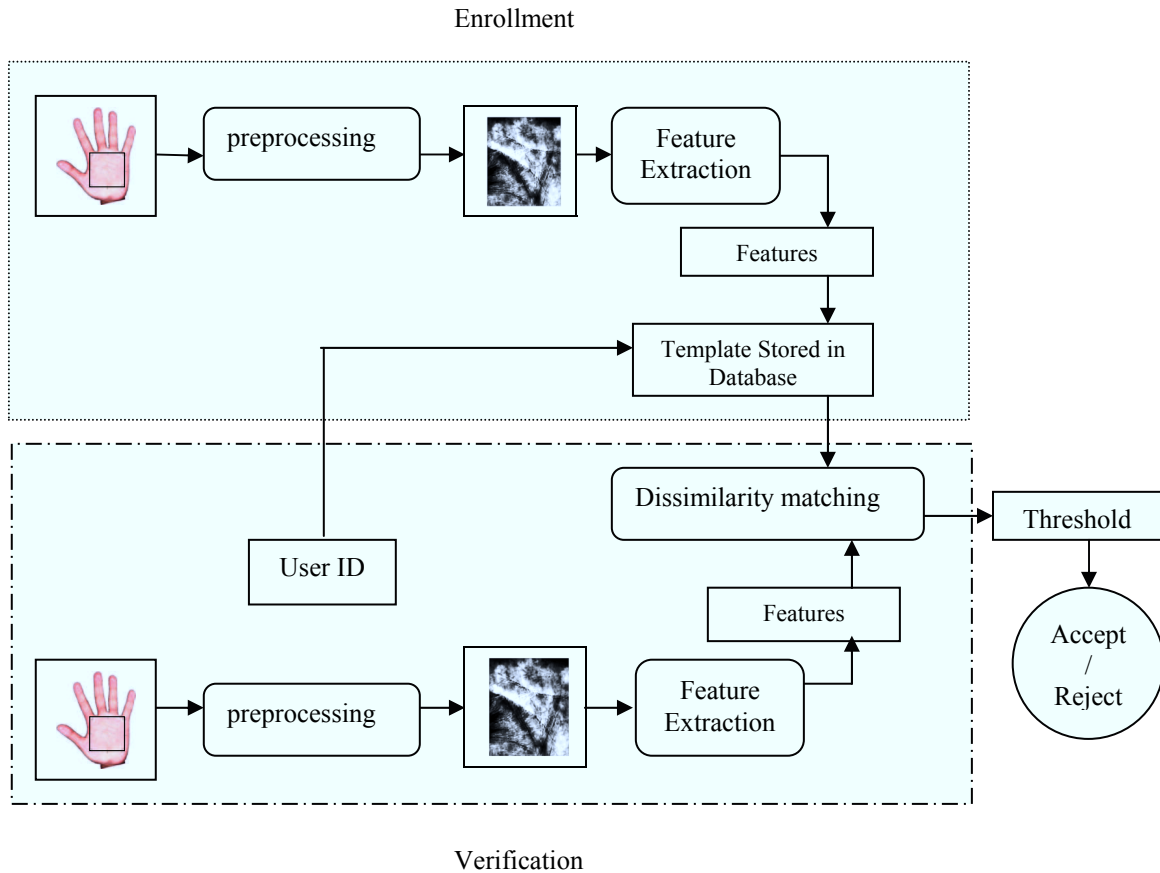 Enrollment
preprocessing
Feature
Extraction
Features
Template Stored in
Database
Dissimilarity matching
Threshold
User ID
Features
Accept
/
Reject
preprocessing
Feature
Extraction
Verification